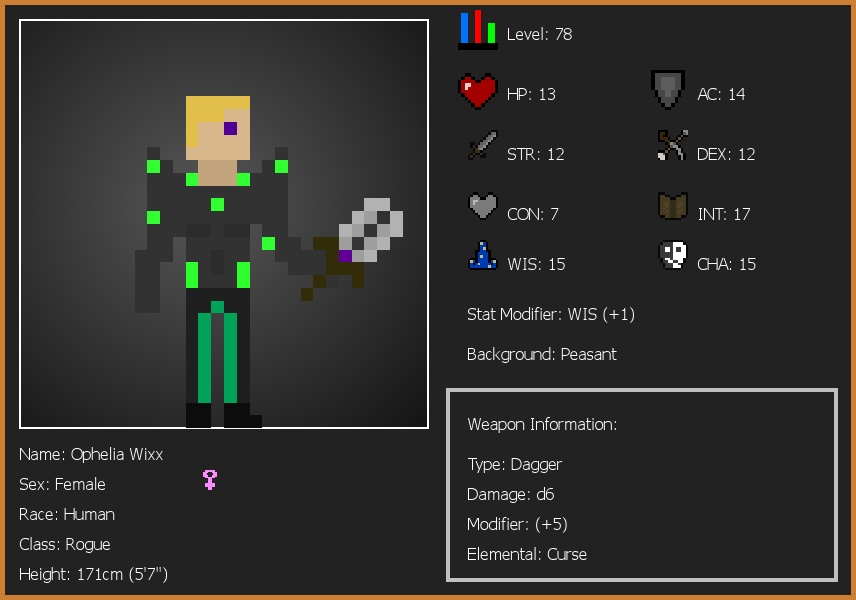 Level: 78
HP: 13
AC: 14
STR: 12
DEX: 12
CON: 7
INT: 17
WIS: 15
CHA: 15
Stat Modifier: WIS (+1)
Background: Peasant
Weapon Information:
Type: Dagger
Damage: d6
Modifier: (+5)
Elemental: Curse
Name: Ophelia Wixx
Sex: Female
Race: Human
Class: Rogue
Height: 171cm (5'7")